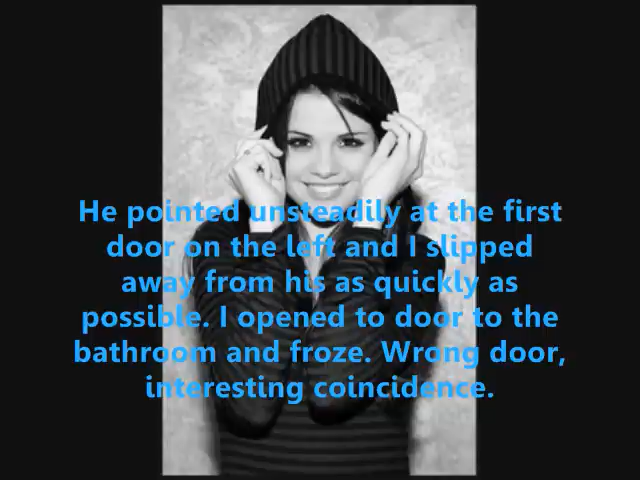 He pointed unsteadily at the first
door on the left and I slipped
away from his as quickly as
possible. I opened to door to the
bathroom and froze. Wrong door,
interesting coincidence.